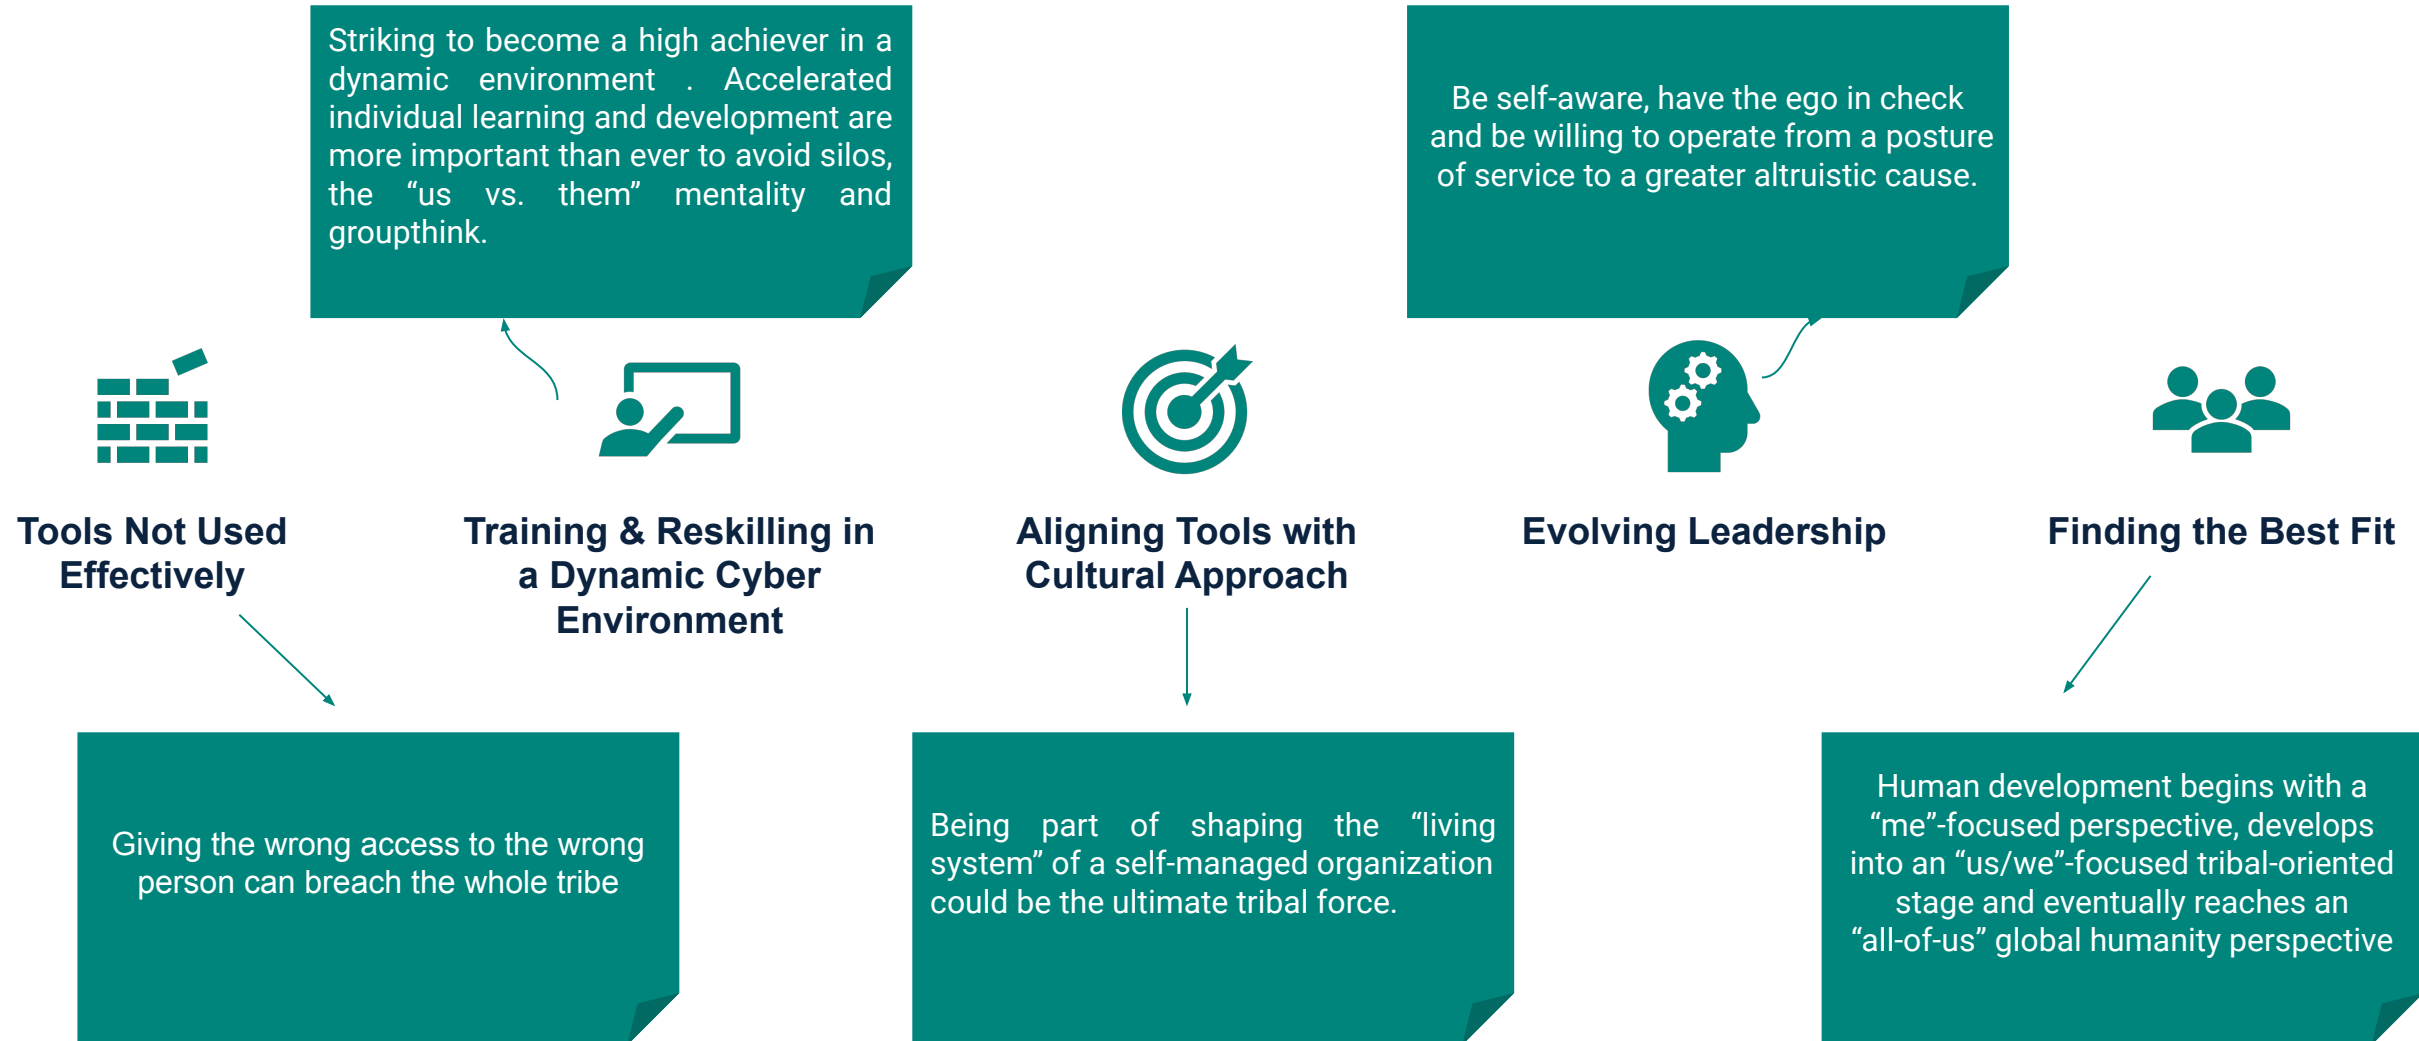 Striking to become a high achiever in a
dynamic environment . Accelerated
individual learning and development are
more important than ever to avoid silos,
the “us vs. them” mentality and
groupthink.
Be self-aware, have the ego in check
and be willing to operate from a posture
of service to a greater altruistic cause.
Tools Not Used
Effectively
Training & Reskilling in
a Dynamic Cyber
Environment
Aligning Tools with
Cultural Approach
Evolving Leadership
Finding the Best Fit
Giving the wrong access to the wrong
person can breach the whole tribe
Being part of shaping the “living
system” of a self-managed organization
could be the ultimate tribal force.
Human development begins with a
“me”-focused perspective, develops
into an “us/we”-focused tribal-oriented
stage and eventually reaches an
“all-of-us” global humanity perspective